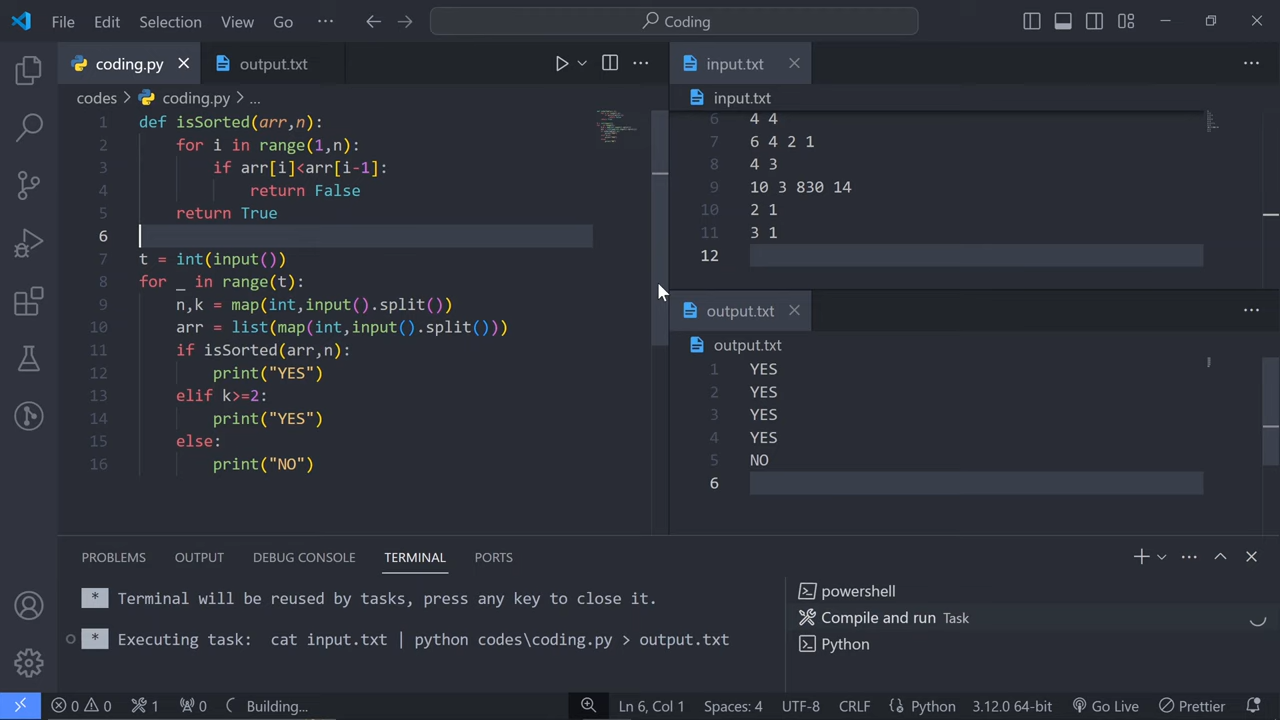 File Edit Selection View Go ··· Coding
coding.py output.txt
codes > coding.py > ...
1 def isSorted(arr,n):
2 for i in range(1,n):
3 if arr[i]<arr[i-1]:
4 return False
5 return True
6
7 t = int(input())
8 for _ in range(t):
9 n,k = map(int,input().split())
10 arr = list(map(int,input().split()))
11 if isSorted(arr,n):
12 print("YES")
13 elif k>=2:
14 print("YES")
15 else:
16 print("NO")
input.txt
input.txt
6 4 4
7 6 4 2 1
8 4 3
9 10 3 830 14
10 2 1
11 3 1
12
output.txt
output.txt
1 YES
2 YES
3 YES
4 YES
5 NO
6
PROBLEMS OUTPUT DEBUG CONSOLE TERMINAL PORTS
* Terminal will be reused by tasks, press any key to close it.
* Executing task: cat input.txt | python codes\coding.py > output.txt
powershell
Compile and run Task
Python
0 0 1 0 Building... Ln 6, Col 1 Spaces: 4 UTF-8 CRLF Python 3.12.0 64-bit Go Live Prettier